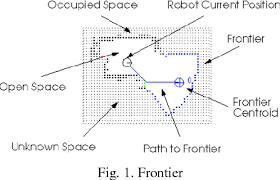 Occupied Space
Robot Current Position
Frontier
Open Space
Frontier
Centroid
Unknown Space
Path to Frontier
Fig. 1. Frontier